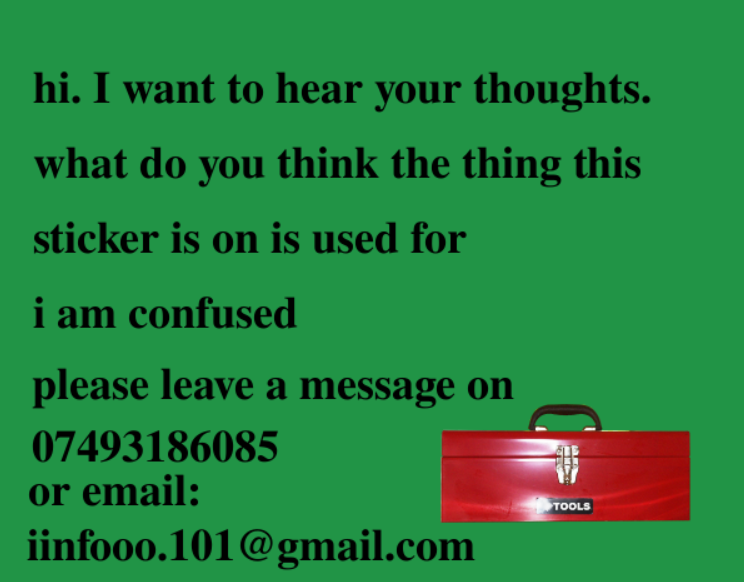 hi. I want to hear your thoughts.
what do you think the thing this
sticker is on is used for
i am confused
please leave a message on
07493186085
or email:
iinfooo.101@gmail.com
TOOLS